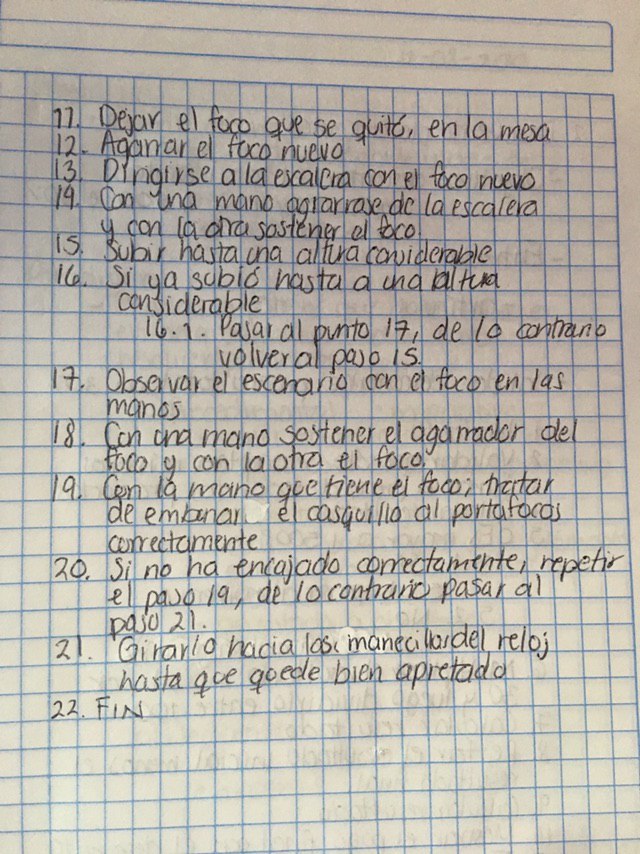 11. Dejar el foco que se quitó, en la mesa
12. Agarrar el foco nuevo
13. Dirigirse a la escalera con el foco nuevo
14. Con una mano agrarrase de la escalera
y con la otra sostener el foco.
15. Subir hasta una altura considerable
16. Si ya subió hasta a una altura
considerable
16.1. Pasar al punto 17, de lo contrario
volver al paso 15.
17. Observar el escenario con el foco en las
manos
18. Con una mano sostener el agarrador del
foco y con la otra el foco.
19. Con la mano que tiene el foco; tratar
de embonar el casquillo al portafocos
correctamente
20. Si no ha encajado correctamente, repetir
el paso 19, de lo contrario pasar al
paso 21.
21. Girarlo hacia las manecillas del reloj
hasta que quede bien apretado
22. FIN